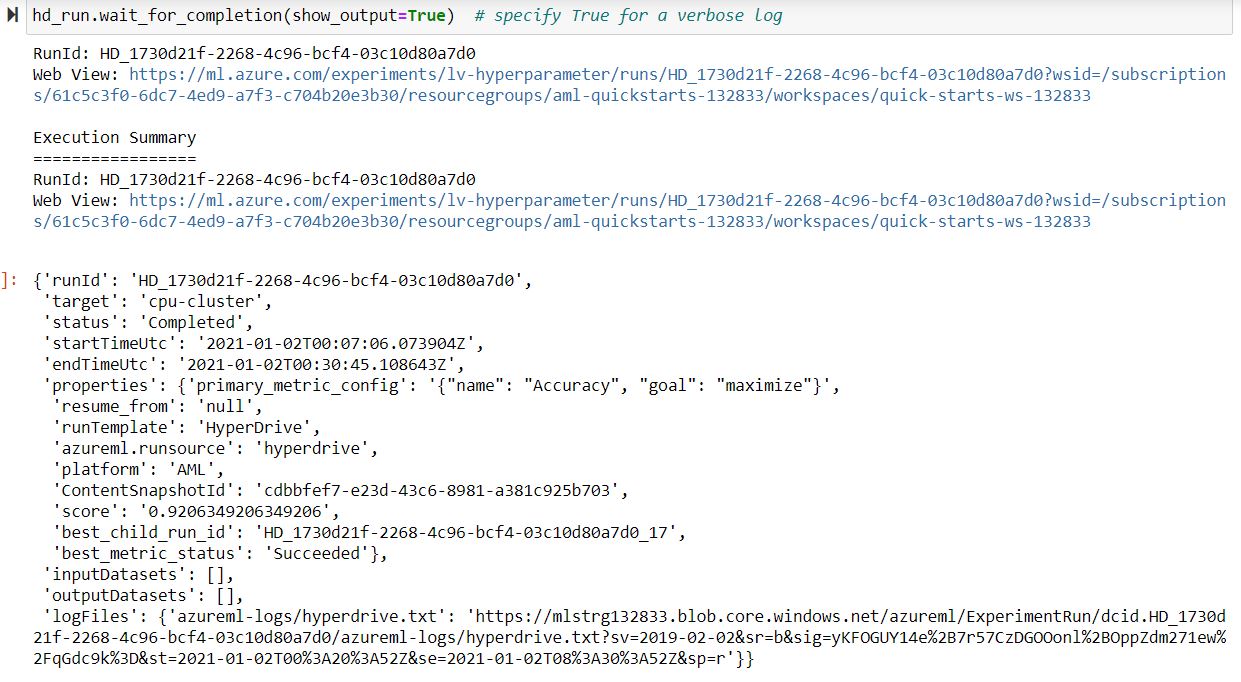 hd_run.wait_for_completion(show_output=True)  # specify True for a verbose log
RunId: HD_1730d21f-2268-4c96-bcf4-03c10d80a7d0
Web View: https://ml.azure.com/experiments/lv-hyperparameter/runs/HD_1730d21f-2268-4c96-bcf4-03c10d80a7d0?wsid=/subscription
s/61c5c3f0-6dc7-4ed9-a7f3-c704b20e3b30/resourcegroups/aml-quickstarts-132833/workspaces/quick-starts-ws-132833
Execution Summary
=================
RunId: HD_1730d21f-2268-4c96-bcf4-03c10d80a7d0
Web View: https://ml.azure.com/experiments/lv-hyperparameter/runs/HD_1730d21f-2268-4c96-bcf4-03c10d80a7d0?wsid=/subscription
s/61c5c3f0-6dc7-4ed9-a7f3-c704b20e3b30/resourcegroups/aml-quickstarts-132833/workspaces/quick-starts-ws-132833
]: {'runId': 'HD_1730d21f-2268-4c96-bcf4-03c10d80a7d0',
'target': 'cpu-cluster',
'status': 'Completed',
'startTimeUtc': '2021-01-02T00:07:06.073904Z',
'endTimeUtc': '2021-01-02T00:30:45.108643Z',
'properties': {'primary_metric_config': '{"name": "Accuracy", "goal": "maximize"}',
'resume_from': 'null',
'runTemplate': 'HyperDrive',
'azureml.runsource': 'hyperdrive',
'platform': 'AML',
'ContentSnapshotId': 'cdbbfef7-e23d-43c6-8981-a381c925b703',
'score': '0.9206349206349206',
'best_child_run_id': 'HD_1730d21f-2268-4c96-bcf4-03c10d80a7d0_17',
'best_metric_status': 'Succeeded'},
'inputDatasets': [],
'outputDatasets': [],
'logFiles': {'azureml-logs/hyperdrive.txt': 'https://mlstrg132833.blob.core.windows.net/azureml/ExperimentRun/dcid.HD_1730d
21f-2268-4c96-bcf4-03c10d80a7d0/azureml-logs/hyperdrive.txt?sv=2019-02-02&sr=b&sig=yKFOGUY14e%2B7r57CzDGOOonl%2BOppZdm271ew%
2FqGdc9k%3D&st=2021-01-02T00%3A20%3A52Z&se=2021-01-02T08%3A30%3A52Z&sp=r'}}